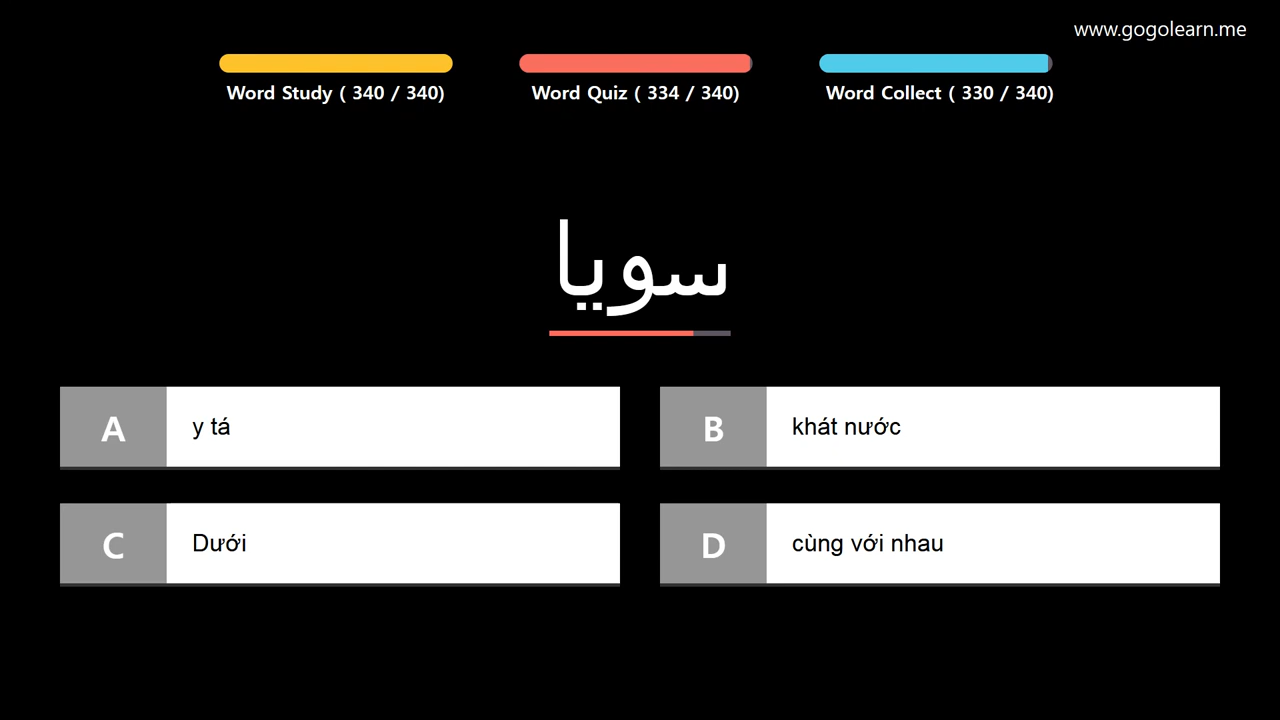 www.gogolearn.me
Word Study ( 340 / 340)
Word Quiz ( 334 / 340)
Word Collect ( 330 / 340)
سويا
A y tá
B khát nước
C Dưới
D cùng với nhau